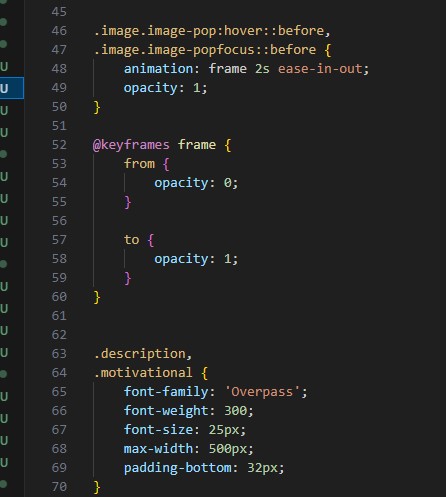 45
46 .image.image-pop:hover::before,
47 .image.image-popfocus::before {
48 animation: frame 2s ease-in-out;
49 opacity: 1;
50 }
51
52 @keyframes frame {
53 from {
54 opacity: 0;
55 }
56
57 to {
58 opacity: 1;
59 }
60 }
61
62
63 .description,
64 .motivational {
65 font-family: 'Overpass';
66 font-weight: 300;
67 font-size: 25px;
68 max-width: 500px;
69 padding-bottom: 32px;
70 }
U
U
U
U
U
U
U
U
U
U
U
U
U
U